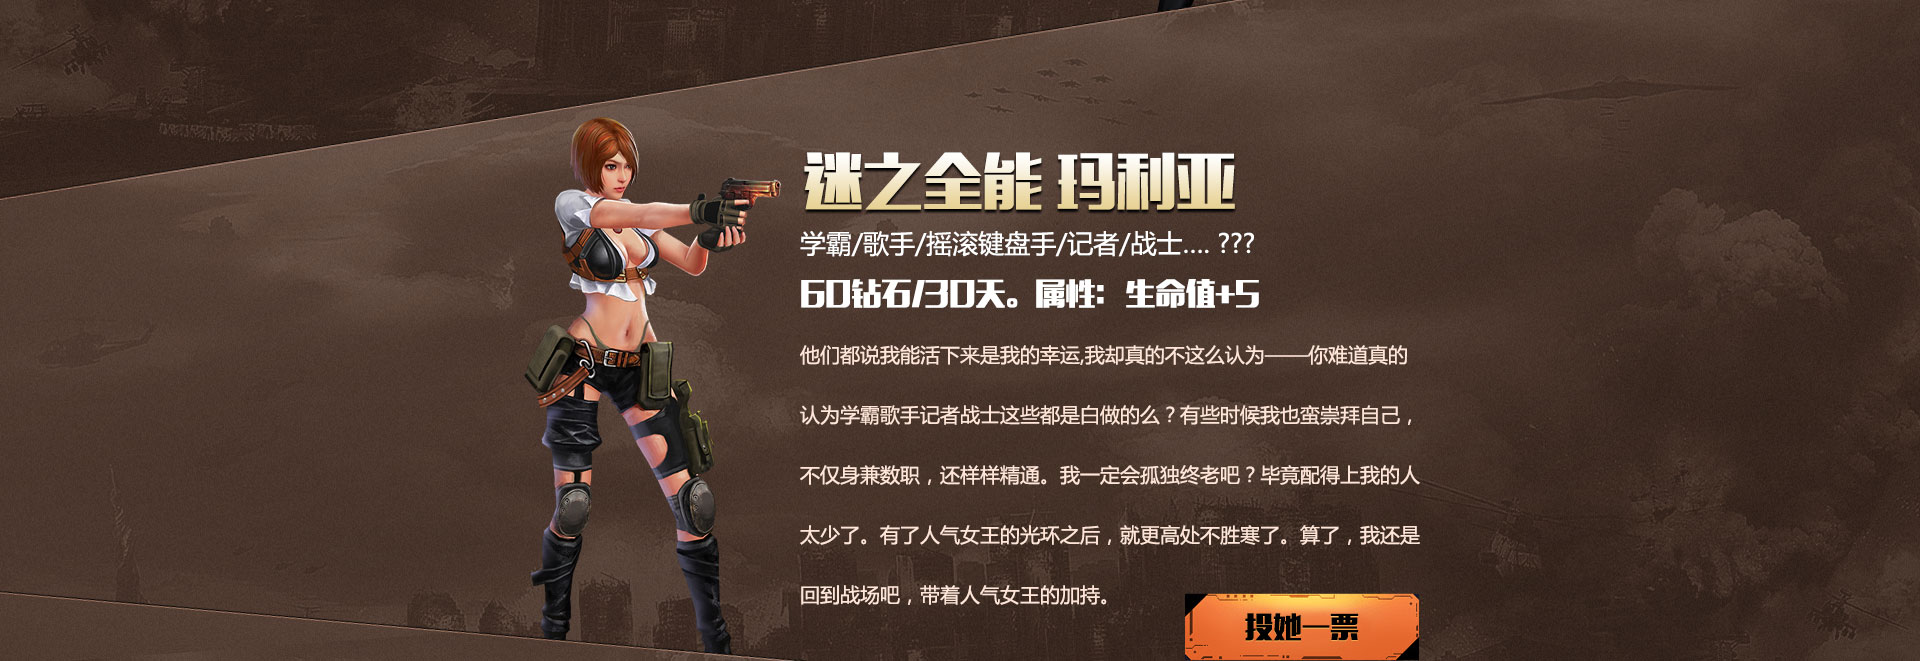 迷之全能 玛利亚
学霸/歌手/摇滚键盘手/记者/战士.... ???
60钻石/30天。属性：生命值+5
他们都说我能活下来是我的幸运,我却真的不这么认为——你难道真的
认为学霸歌手记者战士这些都是白做的么？有些时候我也蛮崇拜自己，
不仅身兼数职，还样样精通。我一定会孤独终老吧？毕竟配得上我的人
太少了。有了人气女王的光环之后，就更高处不胜寒了。算了，我还是
回到战场吧，带着人气女王的加持。
投她一票